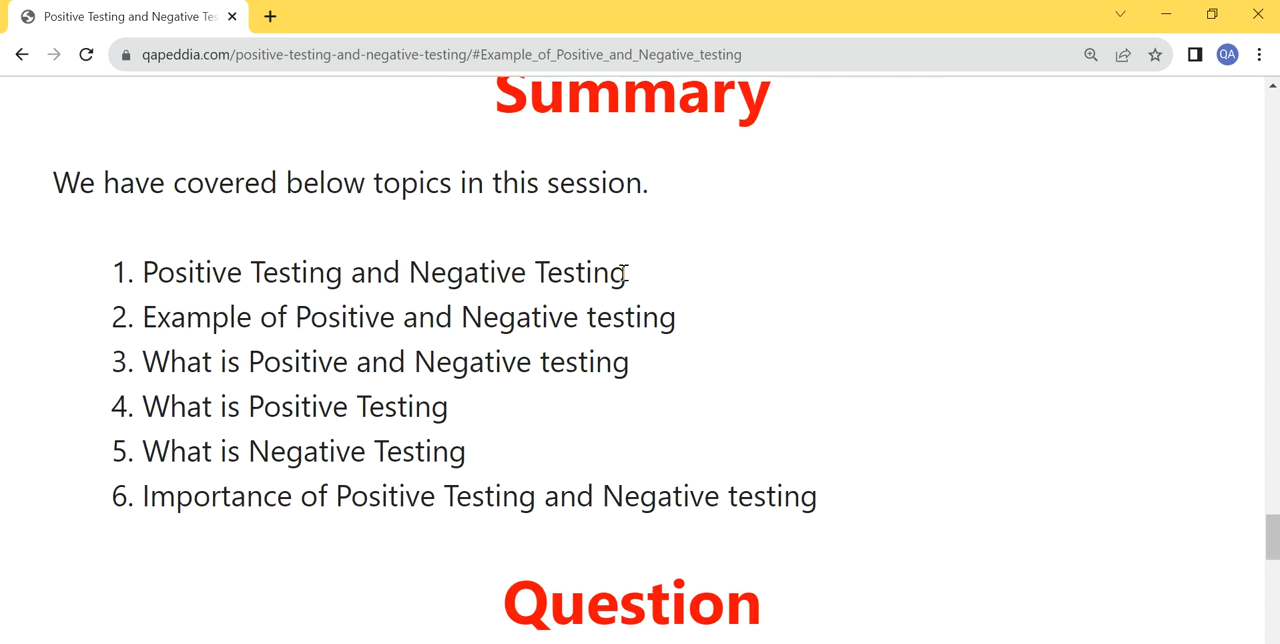 Positive Testing and Negative Tes
qapeddia.com/positive-testing-and-negative-testing/#Example_of_Positive_and_Negative_testing
QA
Summary
We have covered below topics in this session.
1. Positive Testing and Negative Testing
2. Example of Positive and Negative testing
3. What is Positive and Negative testing
4. What is Positive Testing
5. What is Negative Testing
6. Importance of Positive Testing and Negative testing
Question